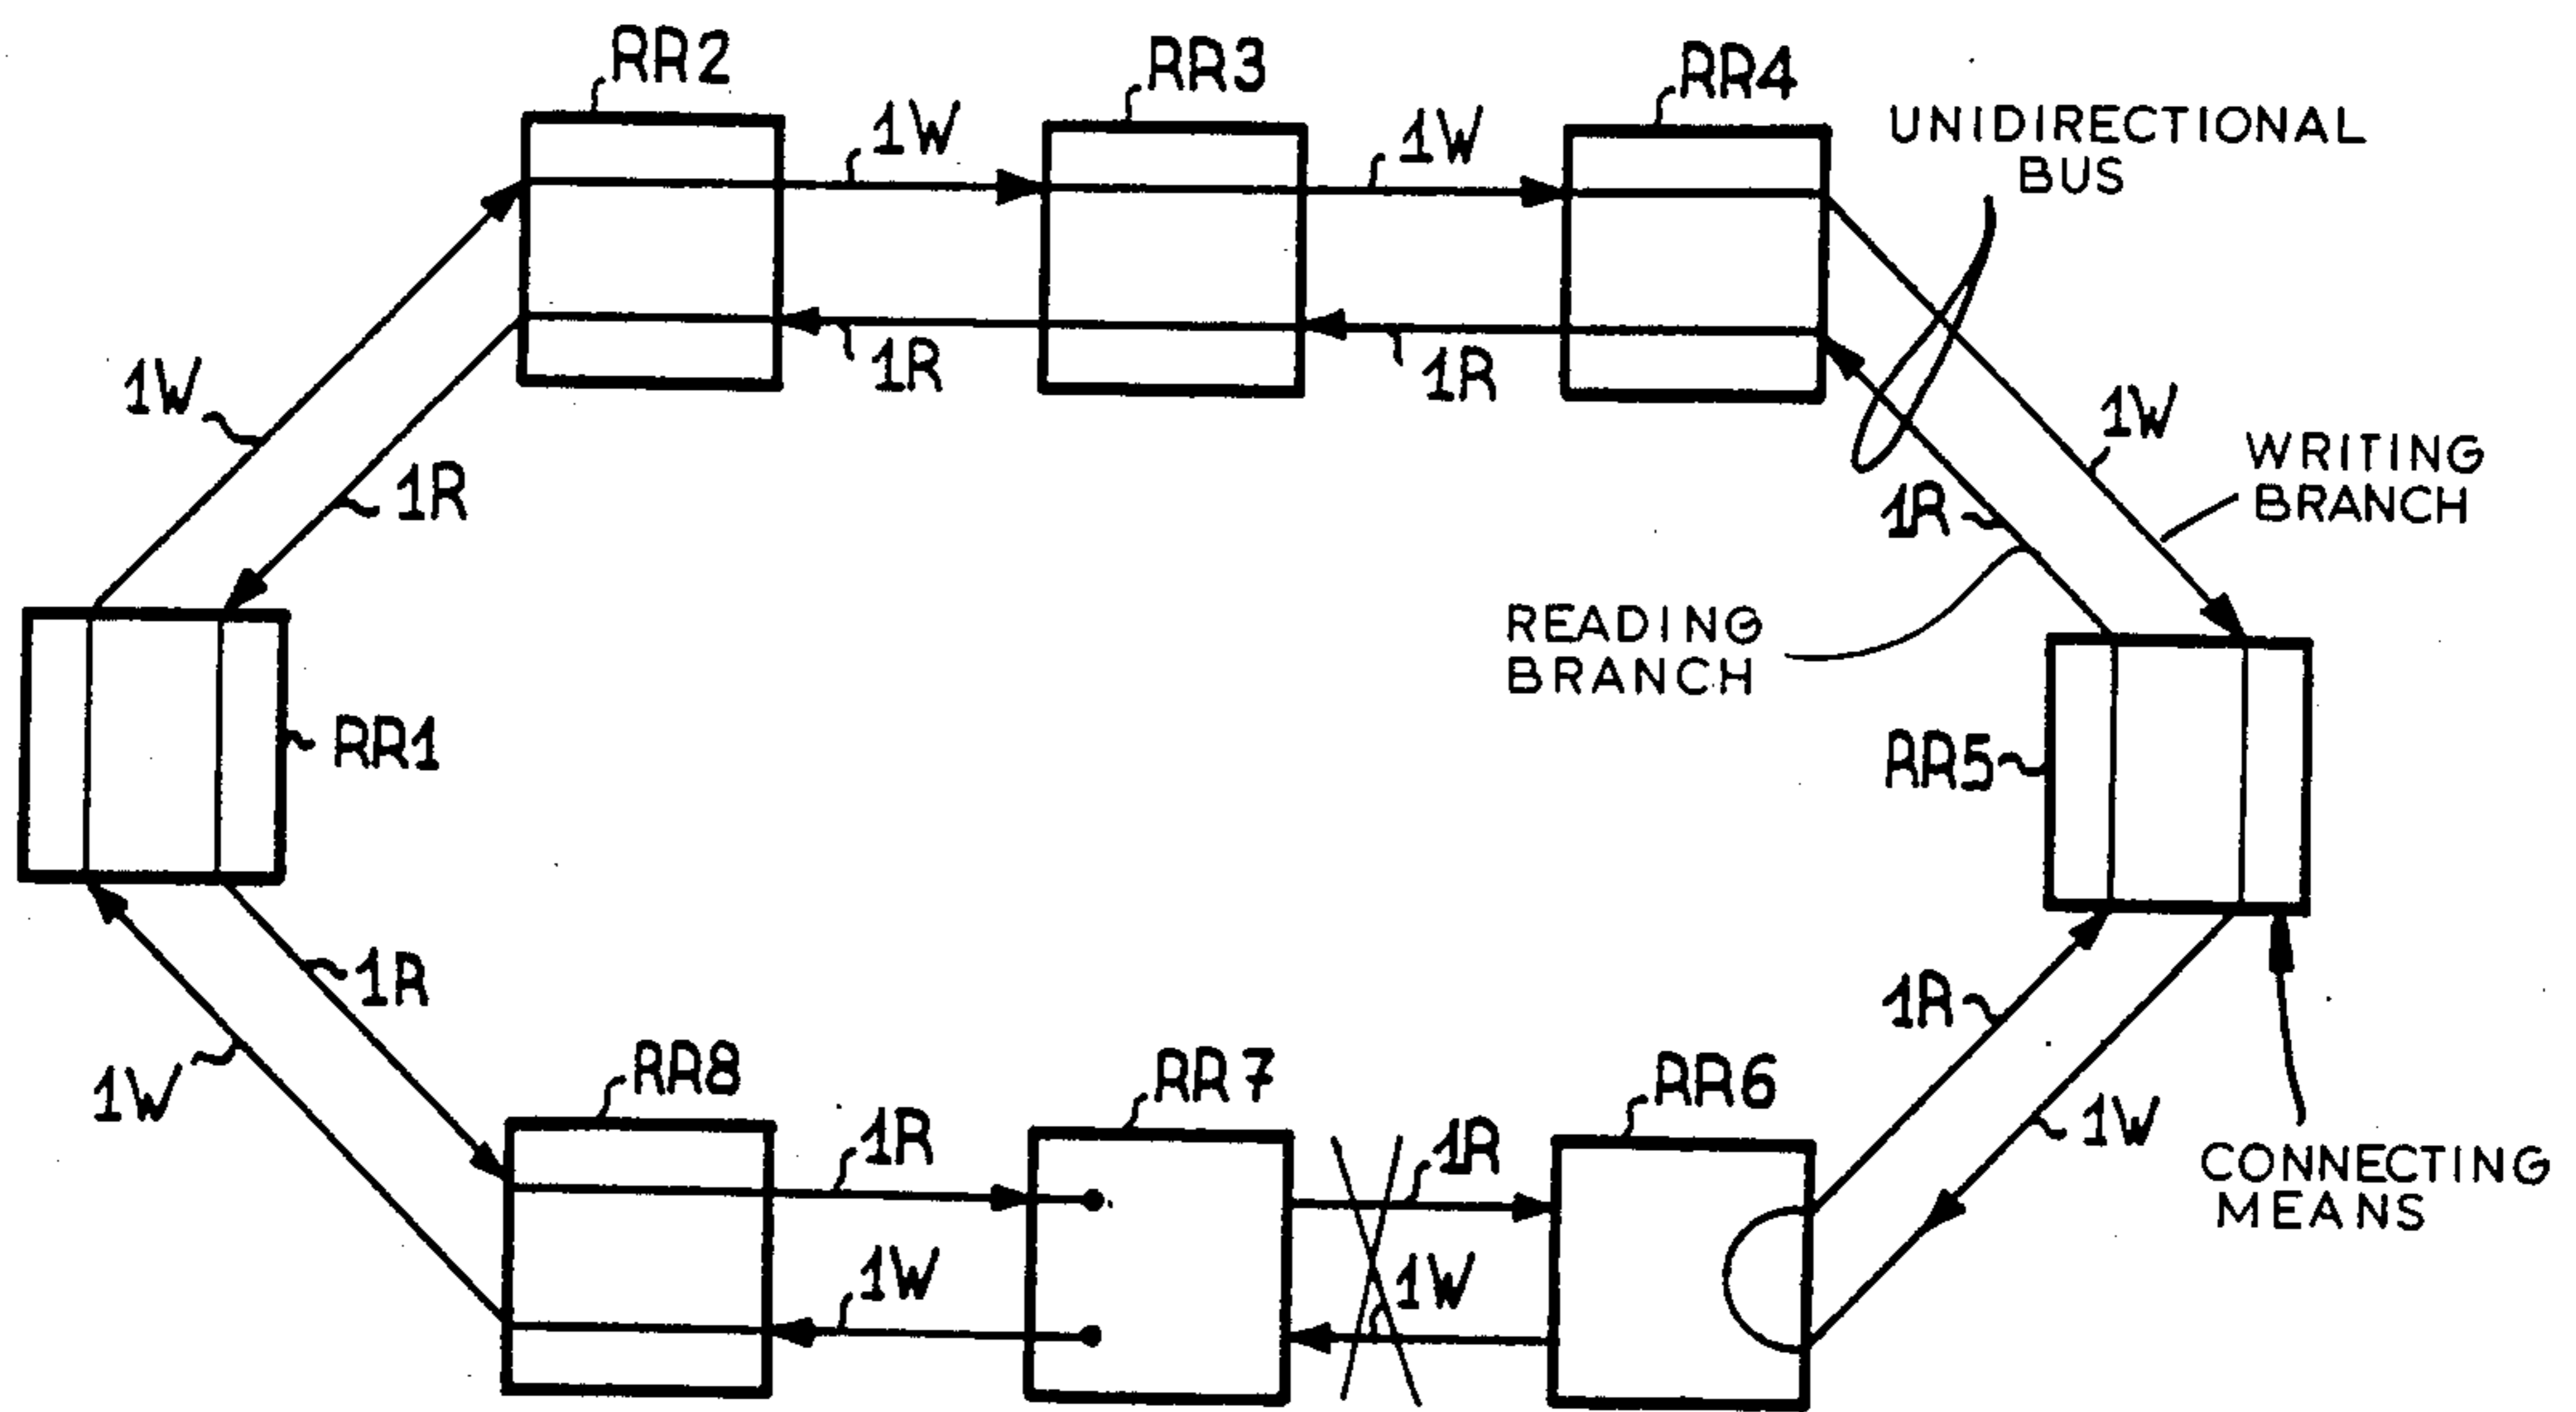 RR2
RR3
RR4
1W
1W
UNIDIRECTIONAL
BUS
1R
1R
1W
1R
1W
WRITING
BRANCH
1R
READING
BRANCH
RR1
RR5
1R
1W
1R
1W
CONNECTING
MEANS
RR8
RR7
RR6
1R
1R
1W
1W